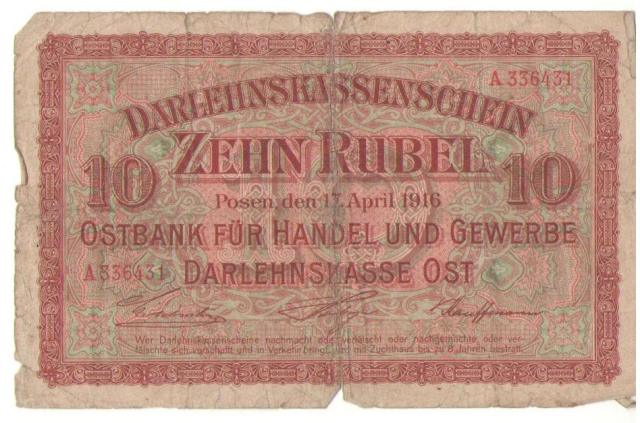 A 336431
DARLEHNSKASSENSCHEIN
ZEHN RUBEL
10 10
Posen, den 17. April 1916
OSTBANK FÜR HANDEL UND GEWERBE
A 336431 DARLEHNSKASSE OST
Kauffmann
Wer Darlehnskassenscheine nachmacht oder verfälscht oder nachgemachte oder ver-
fälschte sich verschafft und in Verkehr bringt, wird mit Zuchthaus bis zu 8 Jahren bestraft.